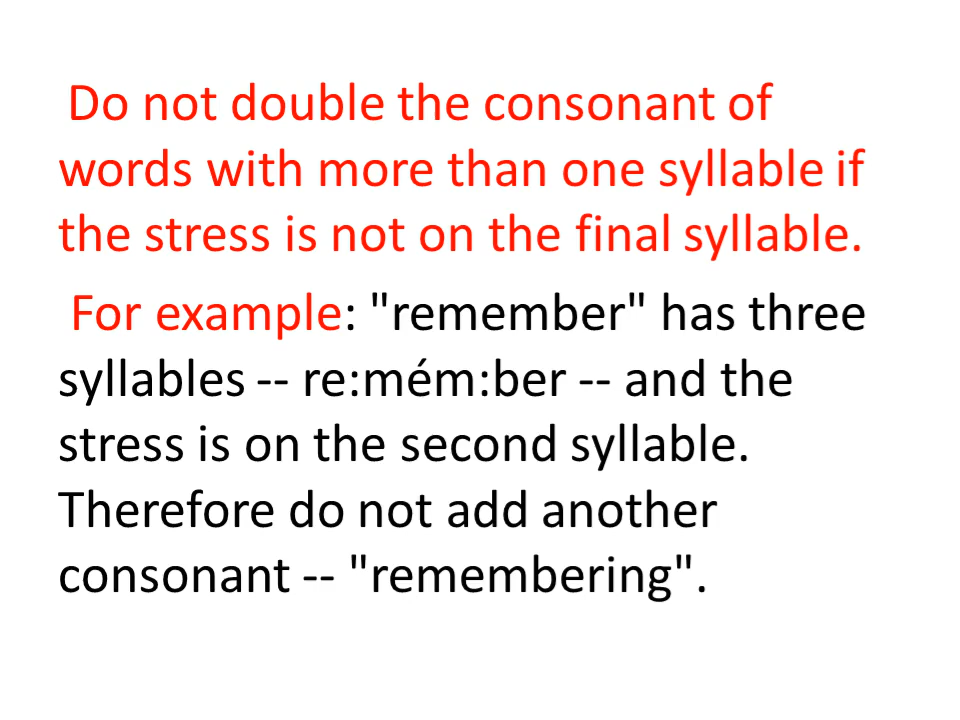 Do not double the consonant of
words with more than one syllable if
the stress is not on the final syllable.
For example: "remember" has three
syllables -- re:mém:ber -- and the
stress is on the second syllable.
Therefore do not add another
consonant -- "remembering".